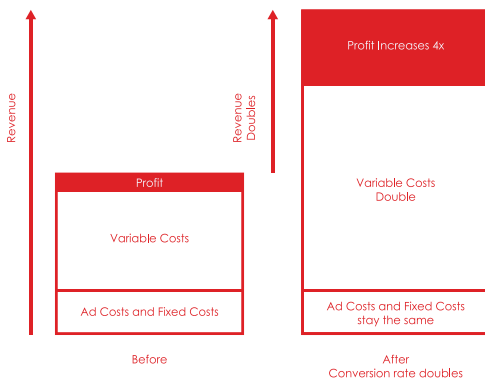 Revenue
Profit
Variable Costs
Ad Costs and Fixed Costs
Before
Revenue
Doubles
Profit Increases 4x
Variable Costs
Double
Ad Costs and Fixed Costs
stay the same
After
Conversion rate doubles